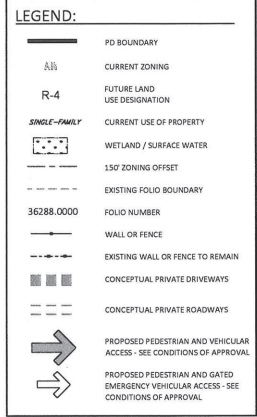 LEGEND:
PD BOUNDARY
CURRENT ZONING
R-4
FUTURE LAND
USE DESIGNATION
SINGLE-FAMILY
CURRENT USE OF PROPERTY
WETLAND / SURFACE WATER
150' ZONING OFFSET
EXISTING FOLIO BOUNDARY
36288.0000
FOLIO NUMBER
WALL OR FENCE
EXISTING WALL OR FENCE TO REMAIN
CONCEPTUAL PRIVATE DRIVEWAYS
CONCEPTUAL PRIVATE ROADWAYS
PROPOSED PEDESTRIAN AND VEHICULAR
ACCESS - SEE CONDITIONS OF APPROVAL
PROPOSED PEDESTRIAN AND GATED
EMERGENCY VEHICULAR ACCESS - SEE
CONDITIONS OF APPROVAL